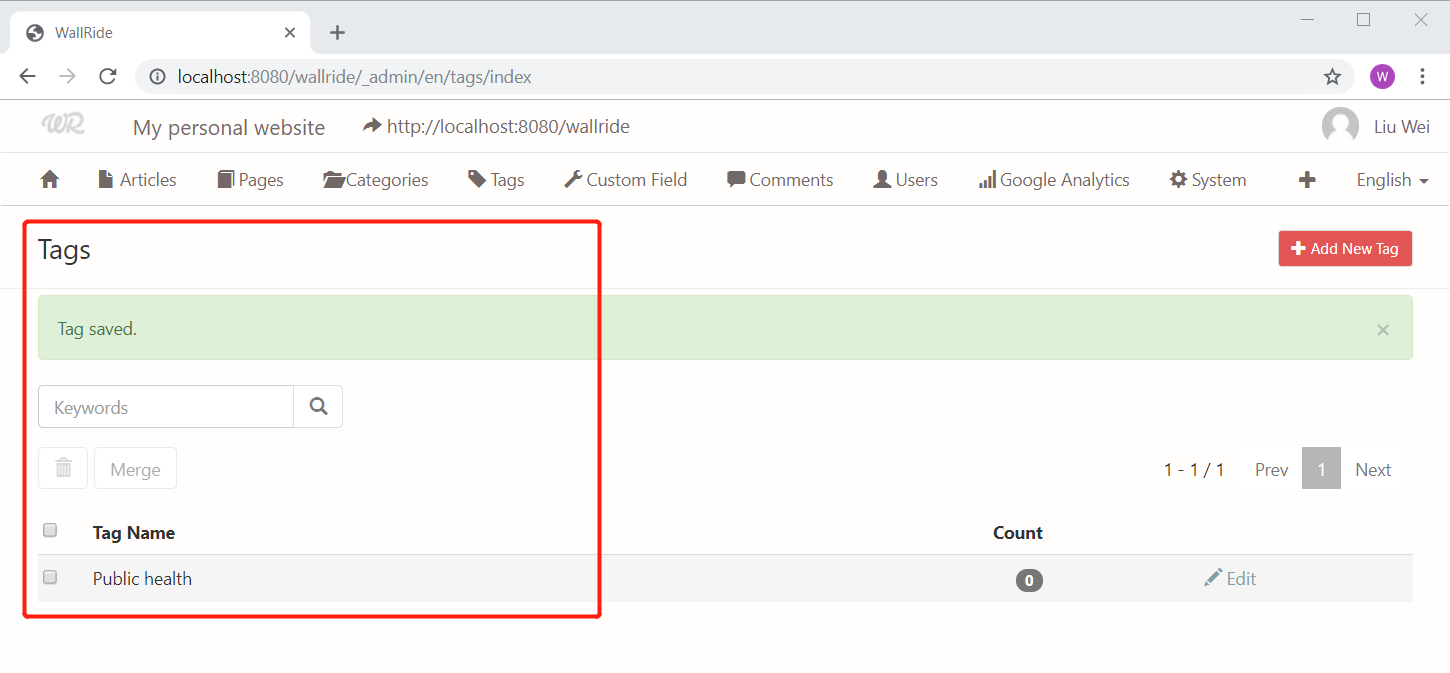 WallRide
localhost:8080/wallride/_admin/en/tags/index
W
WR My personal website http://localhost:8080/wallride Liu Wei
Articles Pages Categories Tags Custom Field Comments Users Google Analytics System English
Tags Add New Tag
Tag saved.
Keywords
Merge 1 - 1 / 1 Prev 1 Next
Tag Name Count
Public health 0 Edit